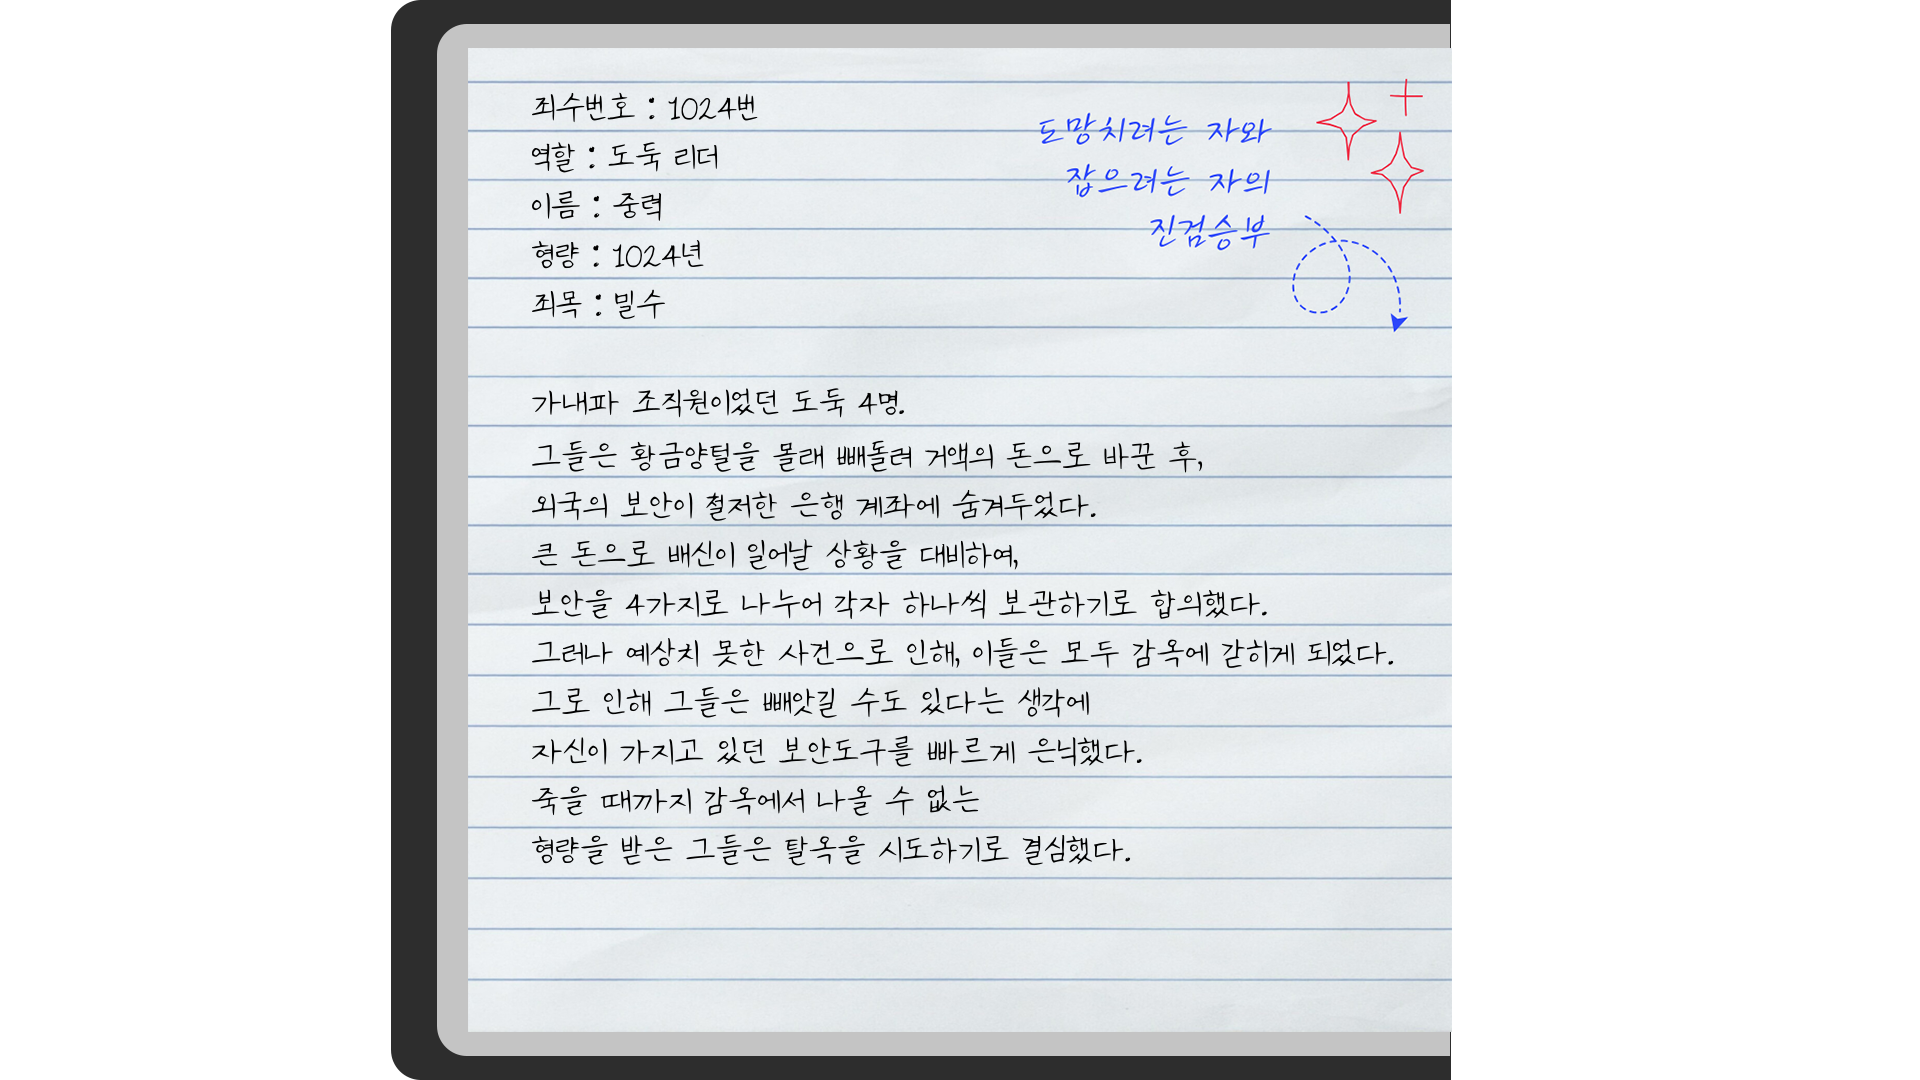 죄수번호 : 1024번
역할 : 도둑 리더
이름 : 중력
형량 : 1024년
죄목 : 밀수
도망치려는 자와
잡으려는 자의
진검승부
가내파 조직원이었던 도둑 4명.
그들은 황금양털을 몰래 빼돌려 거액의 돈으로 바꾼 후,
외국의 보안이 철저한 은행 계좌에 숨겨두었다.
큰 돈으로 배신이 일어날 상황을 대비하여,
보안을 4가지로 나누어 각자 하나씩 보관하기로 합의했다.
그러나 예상치 못한 사건으로 인해, 이들은 모두 감옥에 갇히게 되었다.
그로 인해 그들은 빼앗길 수도 있다는 생각에
자신이 가지고 있던 보안도구를 빠르게 은닉했다.
죽을 때까지 감옥에서 나올 수 없는
형량을 받은 그들은 탈옥을 시도하기로 결심했다.